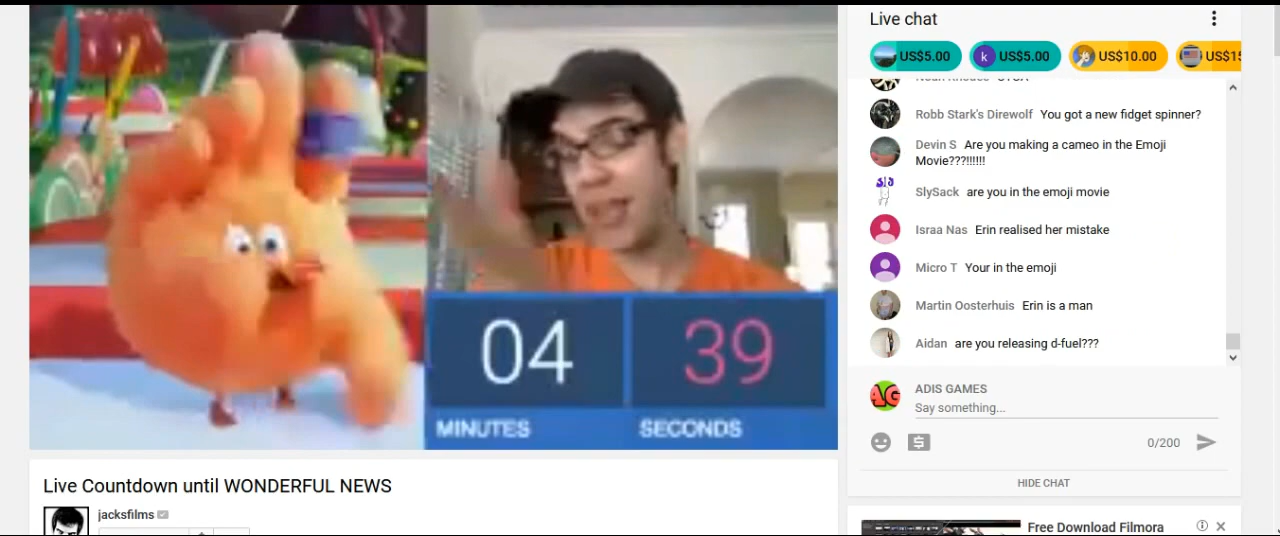 04
39
MINUTES
SECONDS
Live Countdown until WONDERFUL NEWS
jacksfilms
Live chat
US$5.00
k
US$5.00
US$10.00
Robb Stark's Direwolf You got a new fidget spinner?
Devin S Are you making a cameo in the Emoji
Movie???!!!!!!
SlySack are you in the emoji movie
Israa Nas Erin realised her mistake
Micro T Your in the emoji
Martin Oosterhuis Erin is a man
Aidan are you releasing d-fuel???
AG
ADIS GAMES
Say something...
0/200
HIDE CHAT
Free Download Filmora